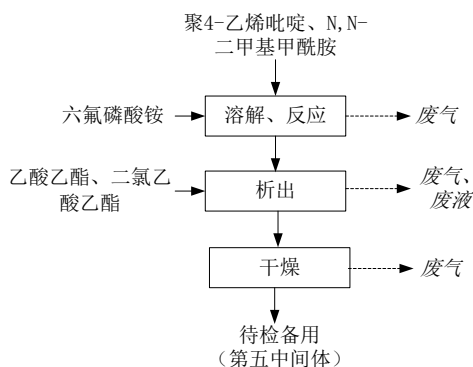 聚4-乙烯吡啶、N,N-
二甲基甲酰胺
六氟磷酸铵
溶解、反应
废气
乙酸乙酯、二氯乙
酸乙酯
析出
废气、
废液
干燥
废气
待检备用
（第五中间体）